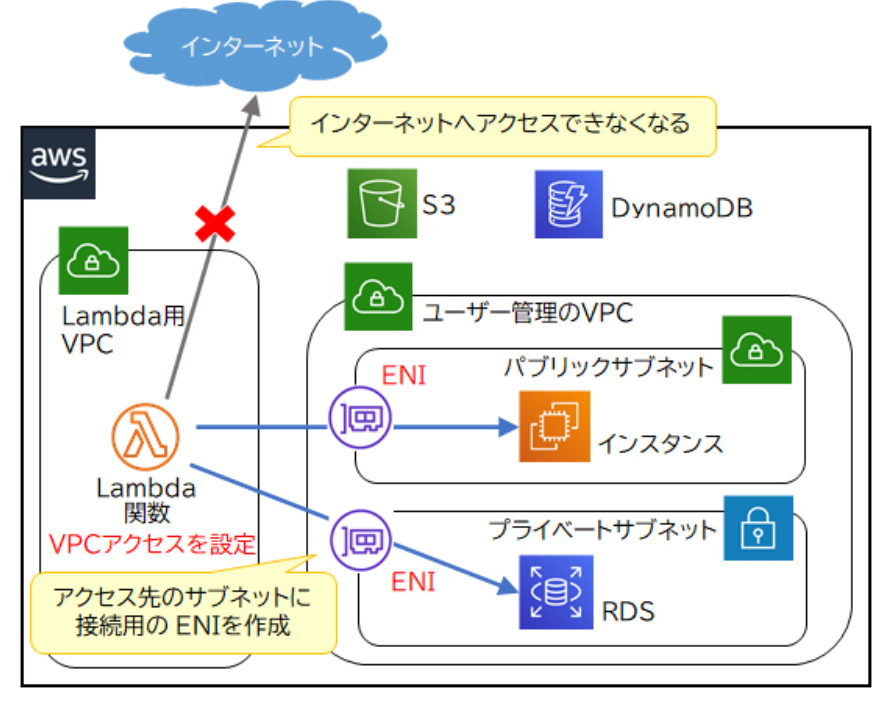 インターネット
インターネットへアクセスできなくなる
aws
S3
DynamoDB
Lambda用
VPC
ユーザー管理のVPC
パブリックサブネット
ENI
インスタンス
Lambda
関数
VPCアクセスを設定
プライベートサブネット
ENI
RDS
アクセス先のサブネットに
接続用の ENIを作成